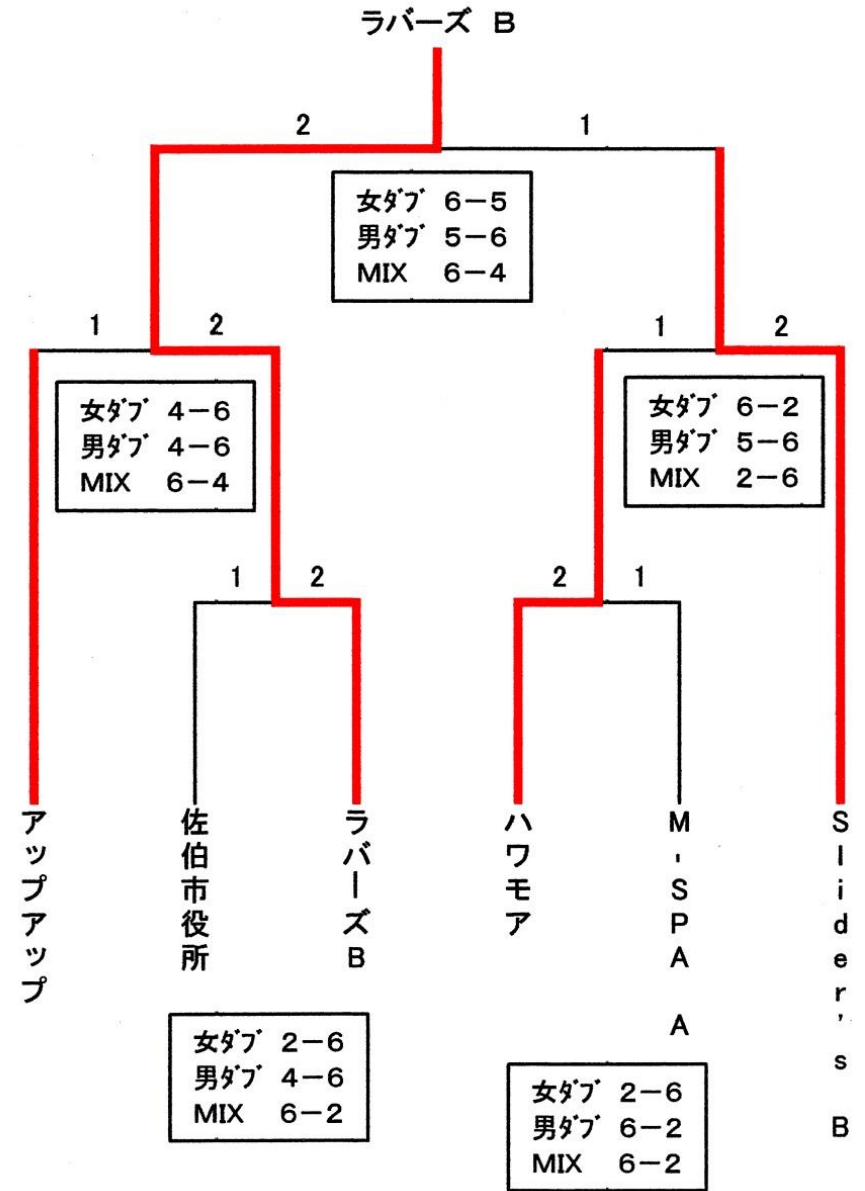 ラバーズ B
2 1
女ﾀﾞﾌﾞ 6－5
男ﾀﾞﾌﾞ 5－6
MIX 6－4
1 2 1 2
女ﾀﾞﾌﾞ 4－6
男ﾀﾞﾌﾞ 4－6
MIX 6－4
女ﾀﾞﾌﾞ 6－2
男ﾀﾞﾌﾞ 5－6
MIX 2－6
1 2 2 1
アップアップ
佐伯市役所
ラバーズB
ハワモア
M-SPA A
Slider's B
女ﾀﾞﾌﾞ 2－6
男ﾀﾞﾌﾞ 4－6
MIX 6－2
女ﾀﾞﾌﾞ 2－6
男ﾀﾞﾌﾞ 6－2
MIX 6－2